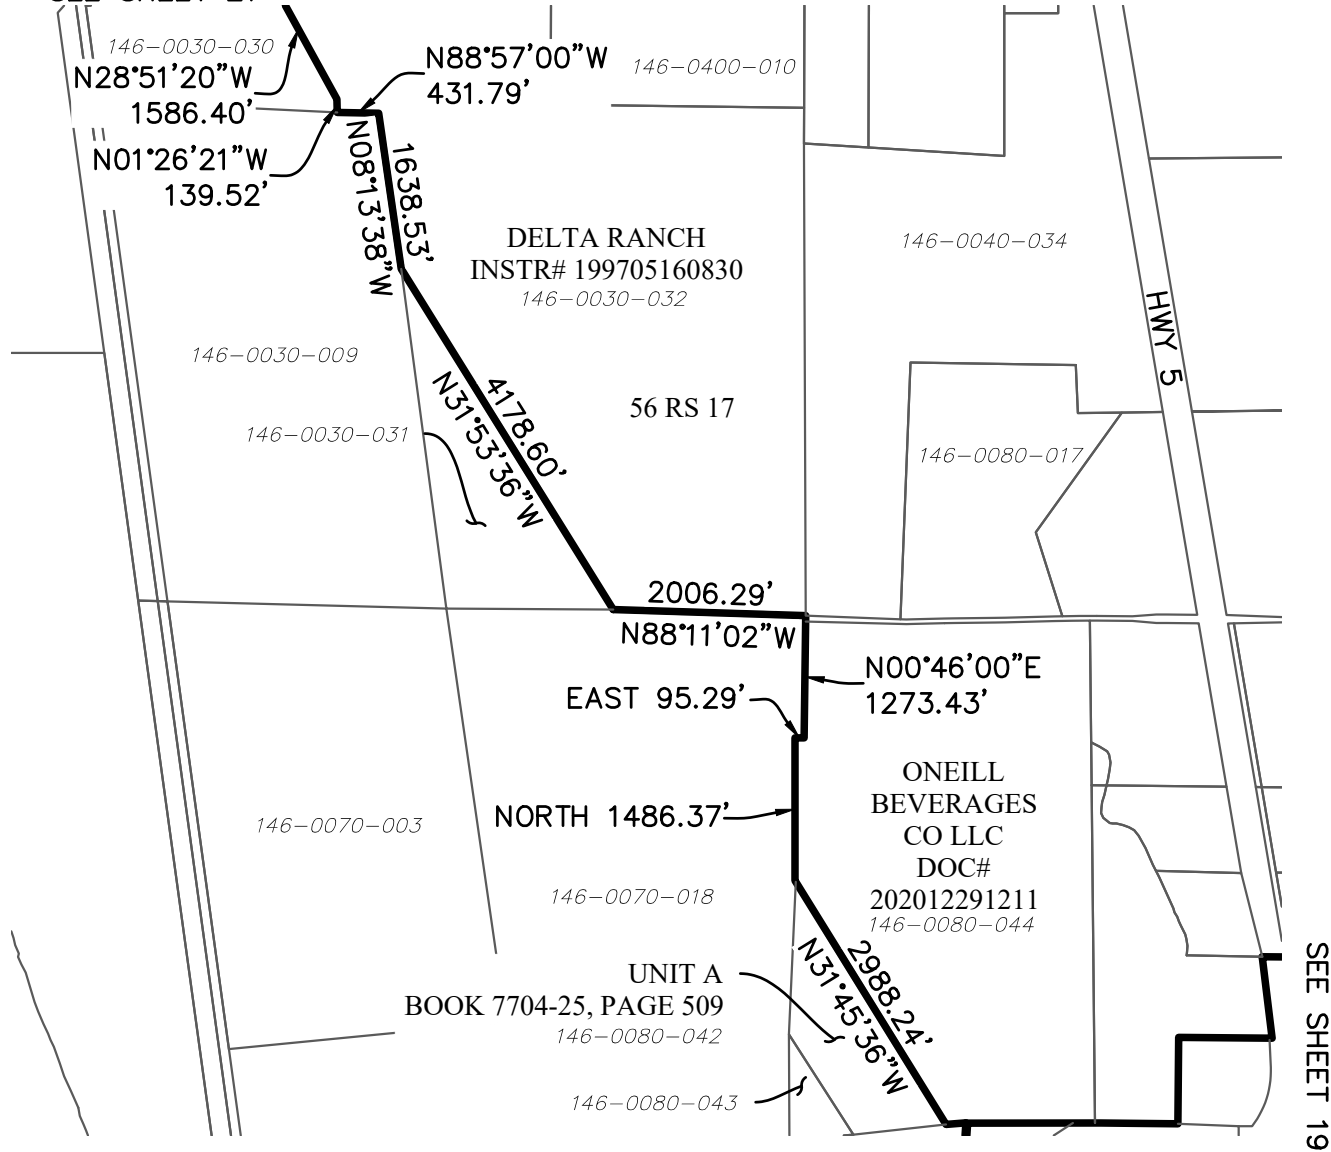 146-0030-030
N28°51'20"W
1586.40'
N88°57'00"W
431.79'
146-0400-010
N01°26'21"W
139.52'
1638.53'
N08°13'38"W
DELTA RANCH
INSTR# 199705160830
146-0030-032
146-0040-034
HWY 5
146-0030-009
56 RS 17
146-0030-031
4178.60'
N31°53'36"W
146-0080-017
2006.29'
N88°11'02"W
N00°46'00"E
1273.43'
EAST 95.29'
NORTH 1486.37'
146-0070-003
ONEILL
BEVERAGES
CO LLC
DOC#
202012291211
146-0080-044
146-0070-018
2988.24'
N31°45'36"W
UNIT A
BOOK 7704-25, PAGE 509
146-0080-042
146-0080-043
SEE SHEET 19